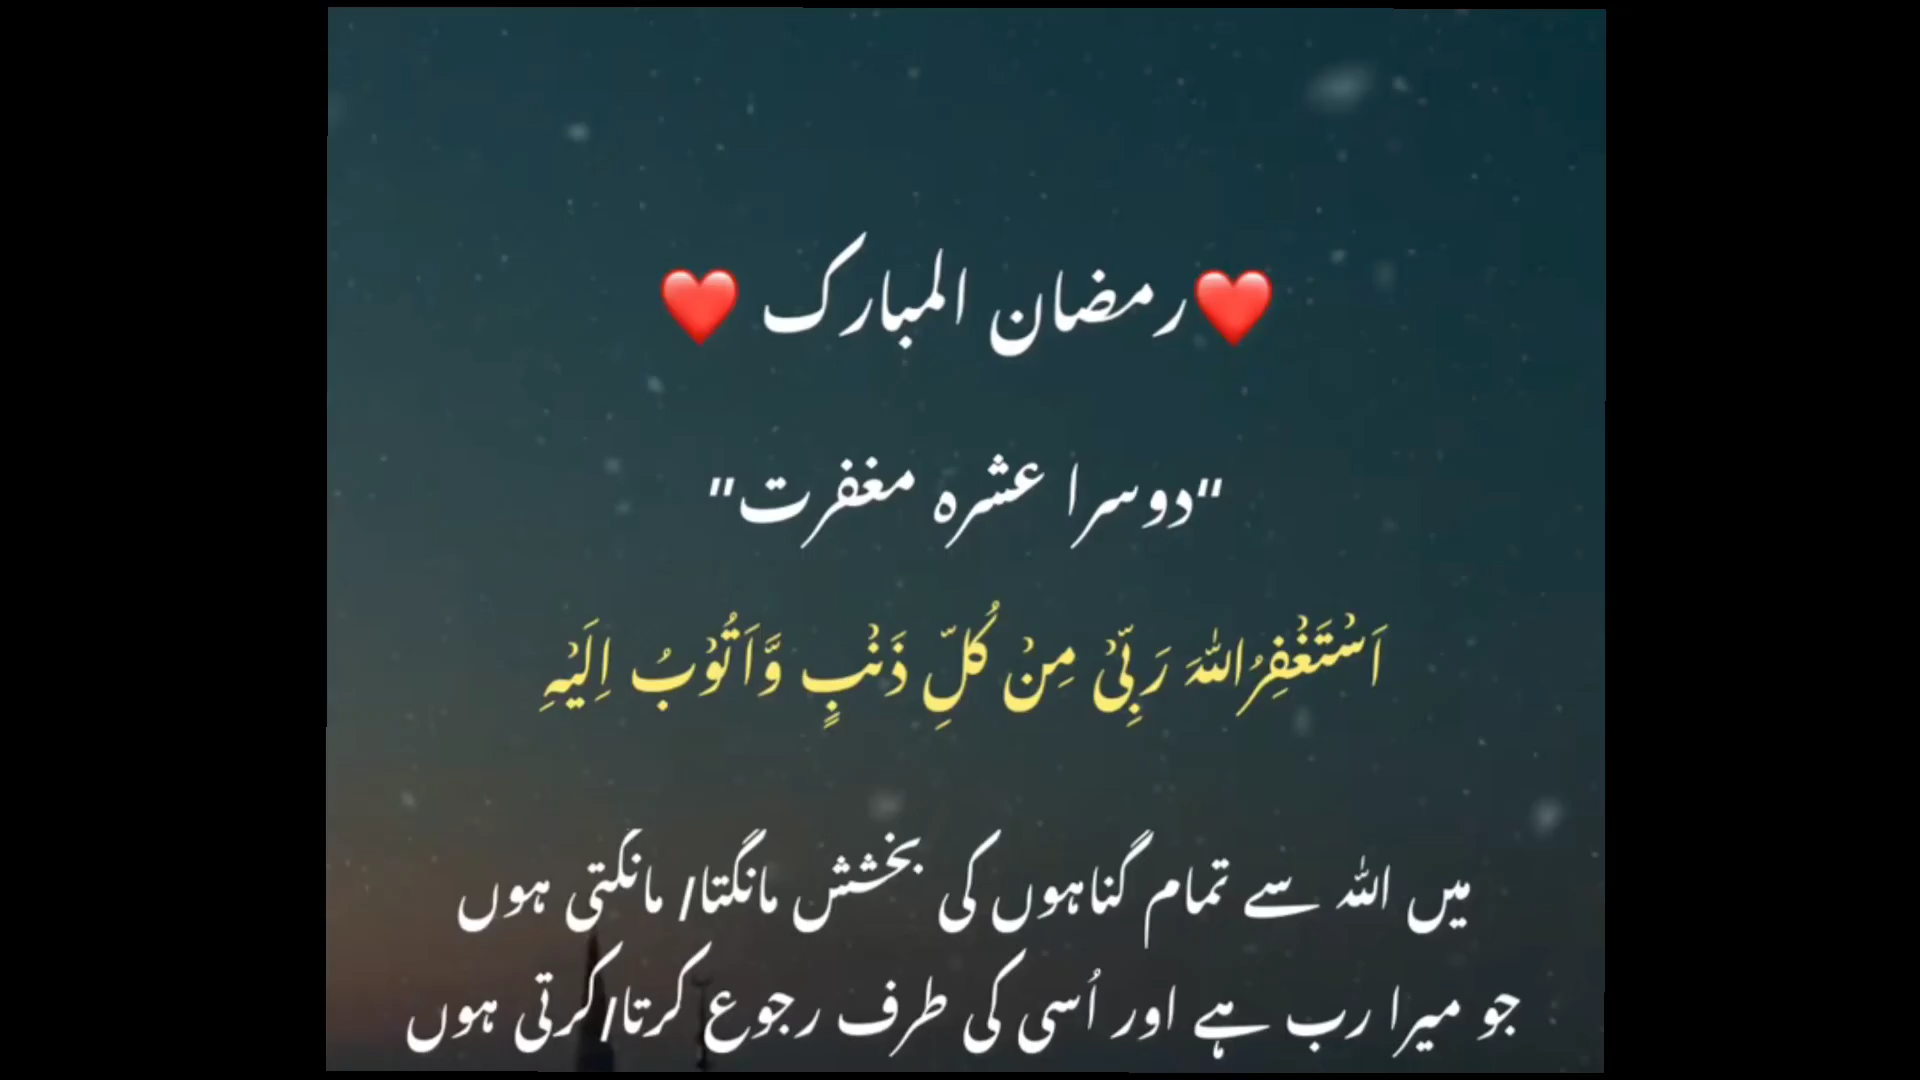 ❤️رمضان المبارک ❤️
"دوسرا عشرہ مغفرت"
اَسْتَغْفِرُاللہَ رَبِّیْ مِنْ کُلِّ ذَنْبٍ وَّاَتُوْبُ اِلَیْہِ
میں اللہ سے تمام گناہوں کی بخشش مانگتا/ مانگتی ہوں
جو میرا رب ہے اور اُسی کی طرف رجوع کرتا/کرتی ہوں